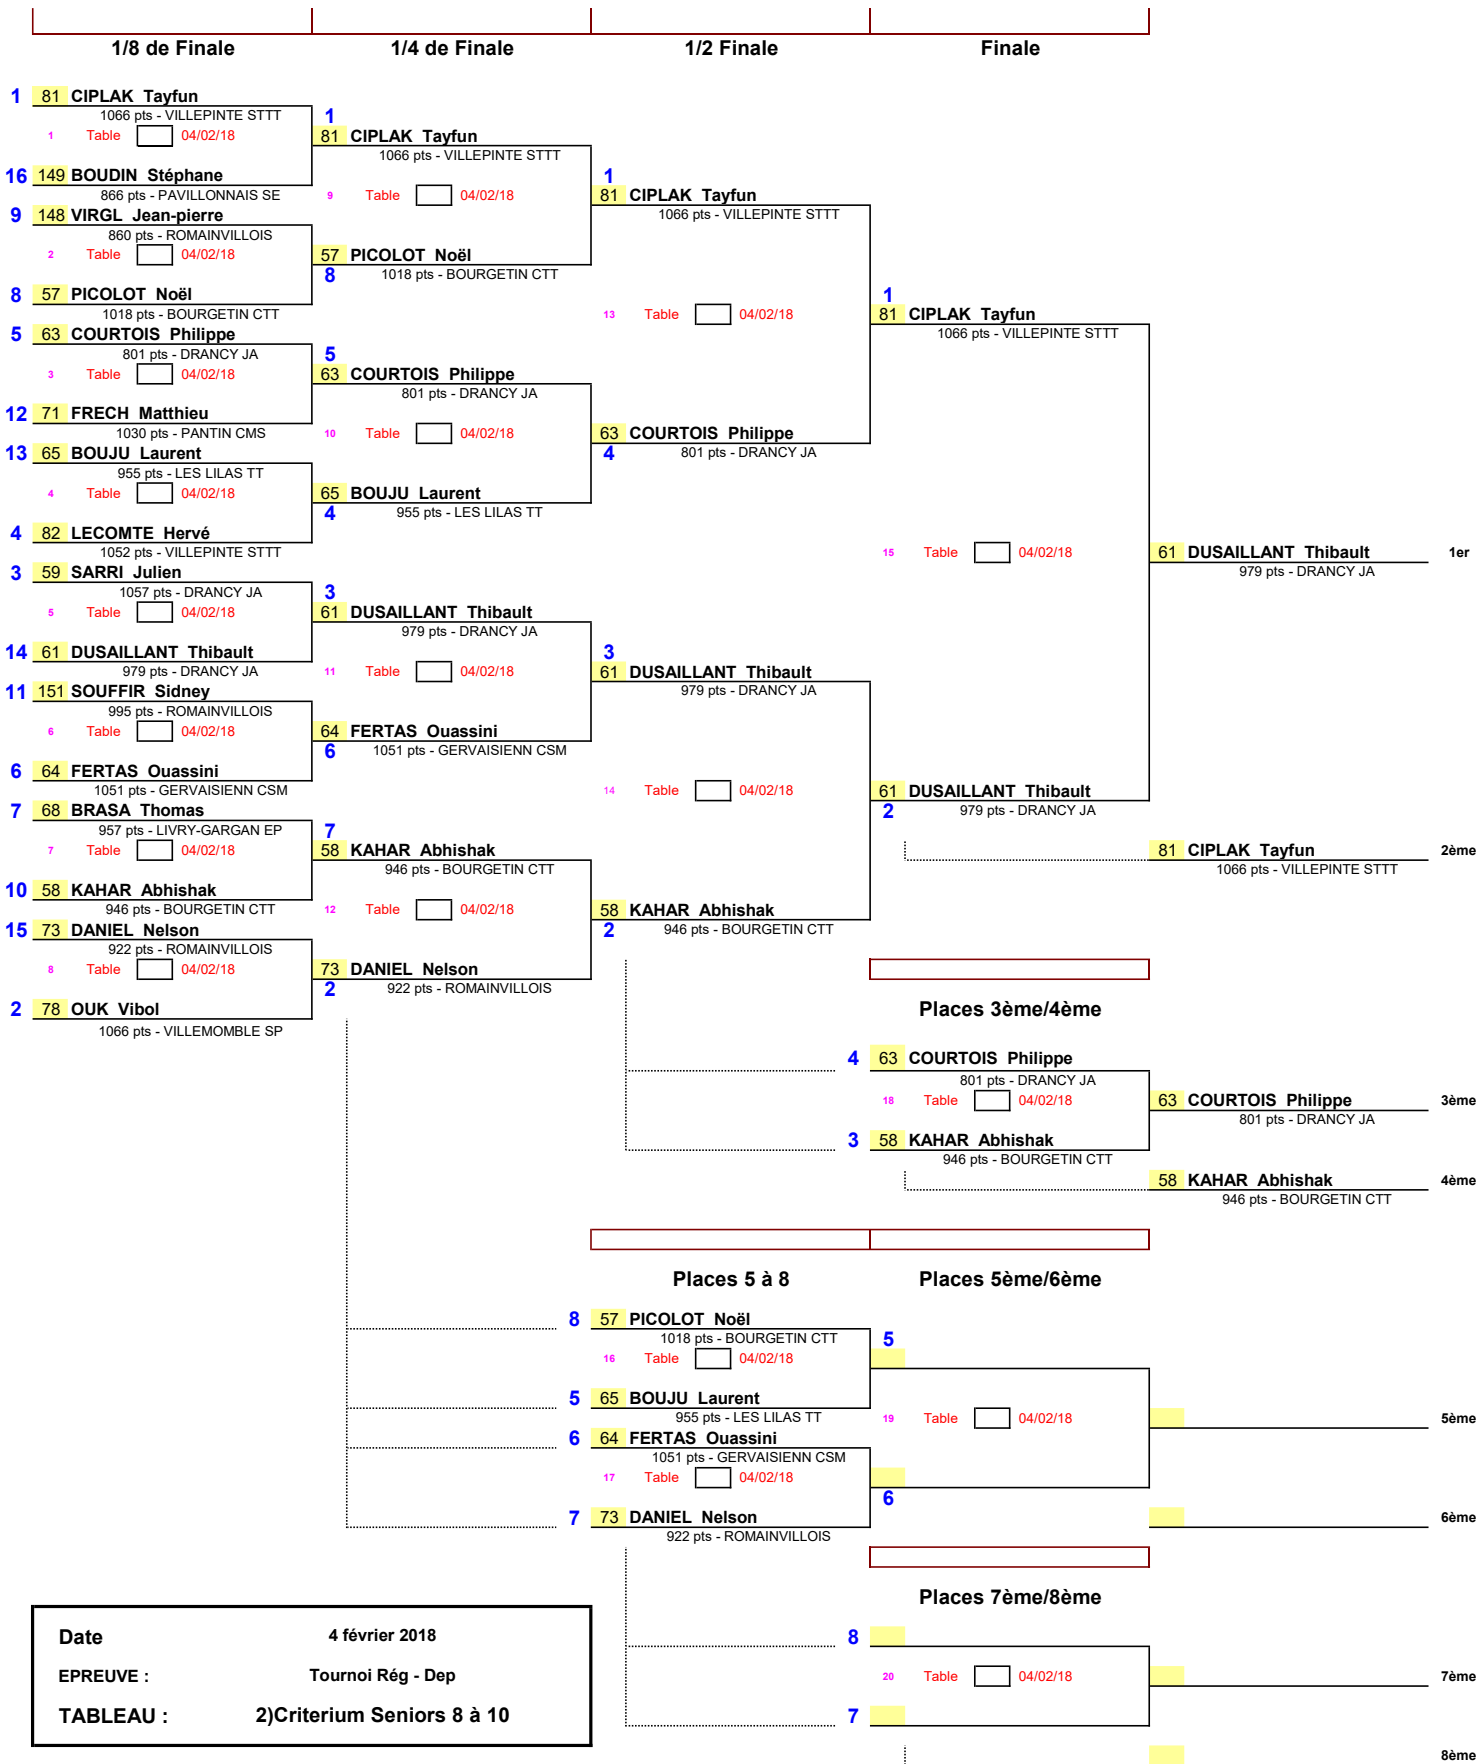 1/8 de Finale 1/4 de Finale 1/2 Finale Finale
1 81 CIPLAK Tayfun
1066 pts - VILLEPINTE STTT
1 Table 04/02/18
16 149 BOUDIN Stéphane
866 pts - PAVILLONNAIS SE
9 148 VIRGL Jean-pierre
860 pts - ROMAINVILLOIS
2 Table 04/02/18
8 57 PICOLOT Noël
1018 pts - BOURGETIN CTT
5 63 COURTOIS Philippe
801 pts - DRANCY JA
3 Table 04/02/18
12 71 FRECH Matthieu
1030 pts - PANTIN CMS
13 65 BOUJU Laurent
955 pts - LES LILAS TT
4 Table 04/02/18
4 82 LECOMTE Hervé
1052 pts - VILLEPINTE STTT
3 59 SARRI Julien
1057 pts - DRANCY JA
5 Table 04/02/18
14 61 DUSAILLANT Thibault
979 pts - DRANCY JA
11 151 SOUFFIR Sidney
995 pts - ROMAINVILLOIS
6 Table 04/02/18
6 64 FERTAS Ouassini
1051 pts - GERVAISIENN CSM
7 68 BRASA Thomas
957 pts - LIVRY-GARGAN EP
7 Table 04/02/18
10 58 KAHAR Abhishak
946 pts - BOURGETIN CTT
15 73 DANIEL Nelson
922 pts - ROMAINVILLOIS
8 Table 04/02/18
2 78 OUK Vibol
1066 pts - VILLEMOMBLE SP
1
81 CIPLAK Tayfun
1066 pts - VILLEPINTE STTT
9 Table 04/02/18
57 PICOLOT Noël
8 1018 pts - BOURGETIN CTT
5
63 COURTOIS Philippe
801 pts - DRANCY JA
10 Table 04/02/18
65 BOUJU Laurent
4 955 pts - LES LILAS TT
3
61 DUSAILLANT Thibault
979 pts - DRANCY JA
11 Table 04/02/18
64 FERTAS Ouassini
6 1051 pts - GERVAISIENN CSM
7
58 KAHAR Abhishak
946 pts - BOURGETIN CTT
12 Table 04/02/18
73 DANIEL Nelson
2 922 pts - ROMAINVILLOIS
1
81 CIPLAK Tayfun
1066 pts - VILLEPINTE STTT
13 Table 04/02/18
63 COURTOIS Philippe
4 801 pts - DRANCY JA
3
61 DUSAILLANT Thibault
979 pts - DRANCY JA
14 Table 04/02/18
58 KAHAR Abhishak
2 946 pts - BOURGETIN CTT
1
81 CIPLAK Tayfun
1066 pts - VILLEPINTE STTT
15 Table 04/02/18
61 DUSAILLANT Thibault
2 979 pts - DRANCY JA
61 DUSAILLANT Thibault 1er
979 pts - DRANCY JA
81 CIPLAK Tayfun 2ème
1066 pts - VILLEPINTE STTT
Places 3ème/4ème
4 63 COURTOIS Philippe
801 pts - DRANCY JA
18 Table 04/02/18
3 58 KAHAR Abhishak
946 pts - BOURGETIN CTT
63 COURTOIS Philippe 3ème
801 pts - DRANCY JA
58 KAHAR Abhishak 4ème
946 pts - BOURGETIN CTT
Places 5 à 8 Places 5ème/6ème
8 57 PICOLOT Noël
1018 pts - BOURGETIN CTT
16 Table 04/02/18
5 65 BOUJU Laurent
955 pts - LES LILAS TT
6 64 FERTAS Ouassini
1051 pts - GERVAISIENN CSM
17 Table 04/02/18
7 73 DANIEL Nelson
922 pts - ROMAINVILLOIS
5
19 Table 04/02/18
6
5ème
6ème
Places 7ème/8ème
8
20 Table 04/02/18
7
7ème
8ème
Date 4 février 2018
EPREUVE : Tournoi Rég - Dep
TABLEAU : 2)Criterium Seniors 8 à 10